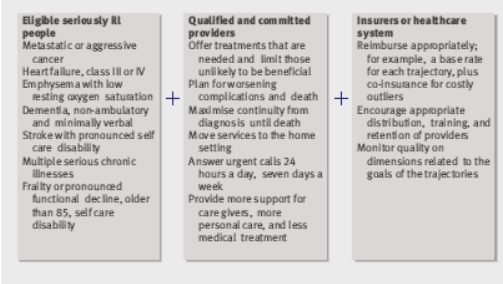 Eligible seriously ill
people
Metastatic or aggressive
cancer
Heart failure, class III or IV
Emphysema with low
resting oxygen saturation
Dementia, non-ambulatory
and minimally verbal
Stroke with pronounced self
care disability
Multiple serious chronic
illnesses
Frailty or pronounced
functional decline, older
than 85, self care
disability
+
Qualified and committed
providers
Offer treatments that are
needed and limit those
unlikely to be beneficial
Plan for worsening
complications and death
Maximise continuity from
diagnosis until death
Move services to the home
setting
Answer urgent calls 24
hours a day, seven days a
week
Provide more support for
care givers, more
personal care, and less
medical treatment
+
Insurers or healthcare
system
Reimburse appropriately;
for example, a base rate
for each trajectory, plus
co-insurance for costly
outliers
Encourage appropriate
distribution, training, and
retention of providers
Monitor quality on
dimensions related to the
goals of the trajectories